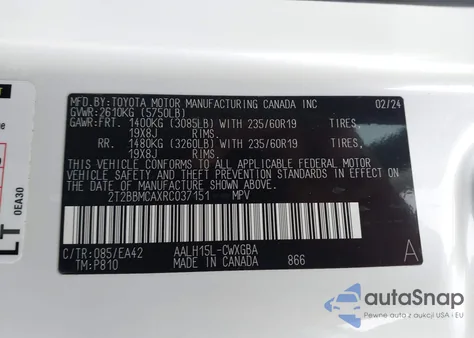 MFD.BY:TOYOTA MOTOR MANUFACTURING CANADA INC 02/24
GVWR: 2610KG (5750LB)
GAWR:FRT. 1400KG (3085LB) WITH 235/60R19 TIRES,
19X8J RIMS.
RR. 1480KG (3260LB) WITH 235/60R19 TIRES,
19X8J RIMS.
THIS VEHICLE CONFORMS TO ALL APPLICABLE FEDERAL MOTOR
VEHICLE SAFETY AND THEFT PREVENTION STANDARDS IN EFFECT
ON THE DATE OF MANUFACTURE SHOWN ABOVE.
2T2BBMCAXRC037151 MPV
C/TR:085/EA42 AALH15L-CWXGBA A
TM:P810 MADE IN CANADA 866
LT
0EA30
autaSnap
Pewne auta z aukcji USA i EU